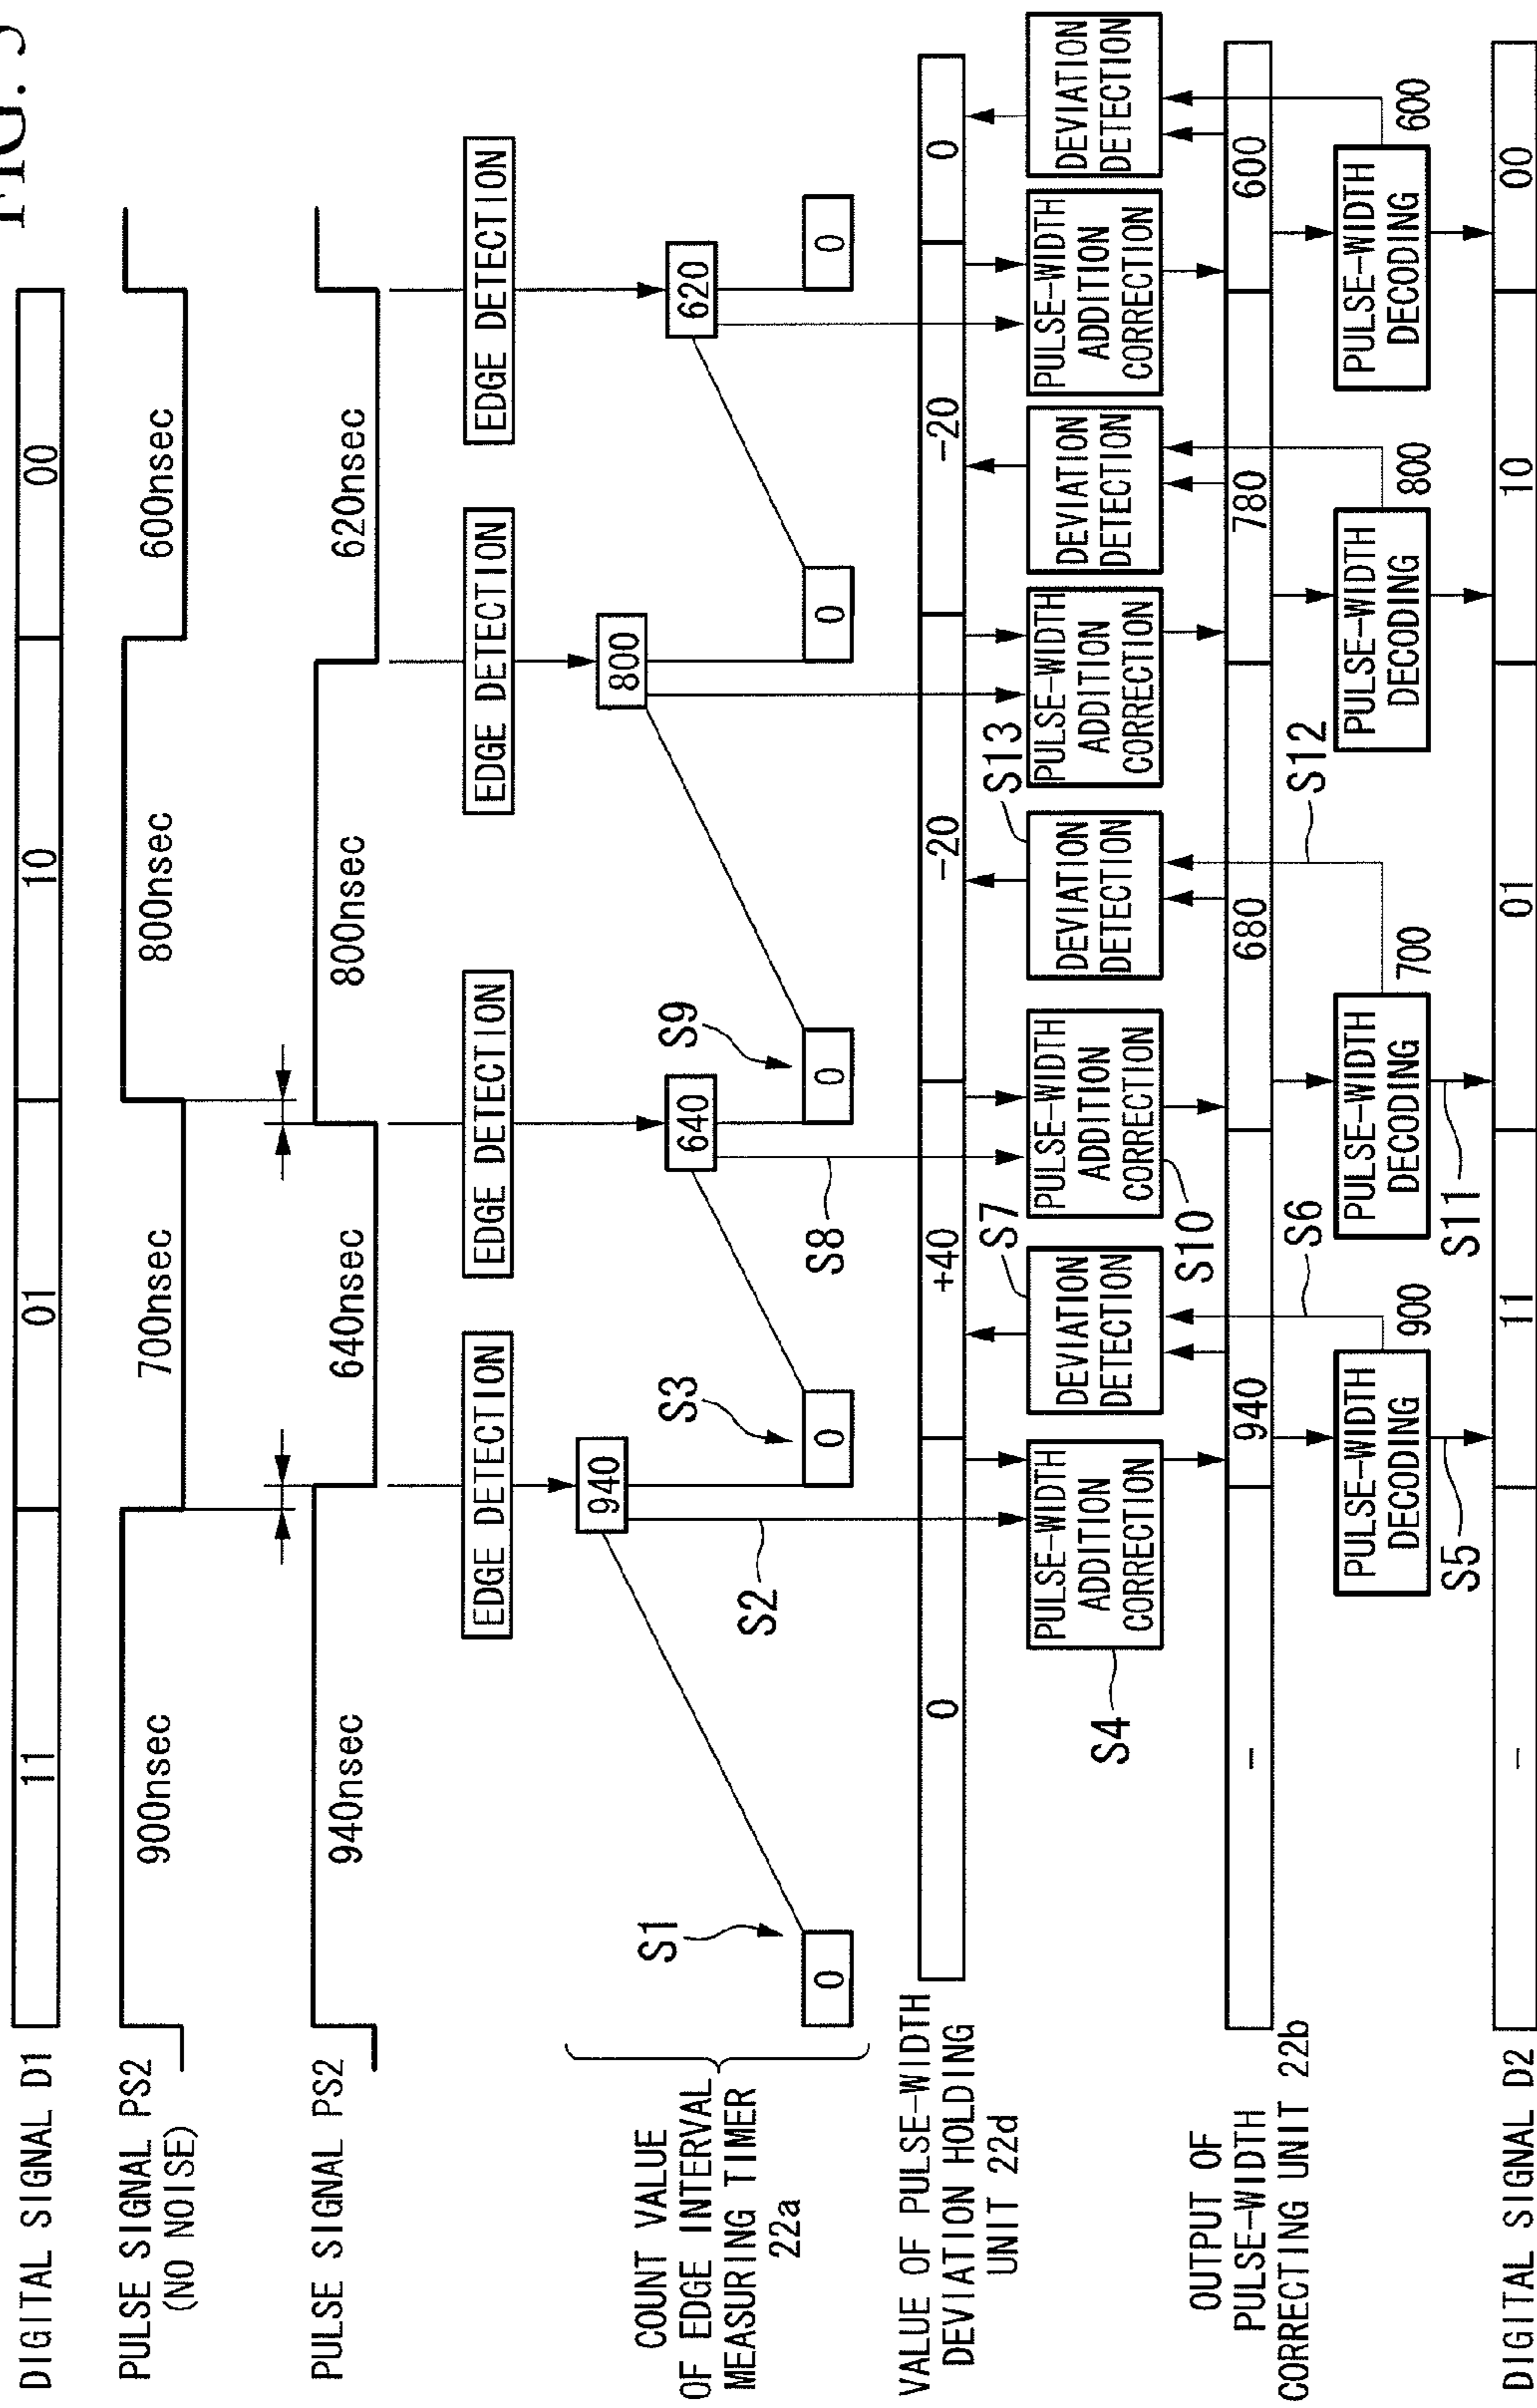 FIG. 5
DIGITAL SIGNAL D1
11
01
10
00
PULSE SIGNAL PS2
(NO NOISE)
900nsec
700nsec
800nsec
600nsec
PULSE SIGNAL PS2
940nsec
640nsec
800nsec
620nsec
EDGE DETECTION
EDGE DETECTION
EDGE DETECTION
EDGE DETECTION
COUNT VALUE
OF EDGE INTERVAL
MEASURING TIMER
22a
S1
0
940
S2
S3
0
640
S8
S9
0
800
0
620
0
VALUE OF PULSE-WIDTH
DEVIATION HOLDING
UNIT 22d
0
+40
-20
-20
0
S4
PULSE-WIDTH
ADDITION
CORRECTION
S7
DEVIATION
DETECTION
S10
PULSE-WIDTH
ADDITION
CORRECTION
S13
DEVIATION
DETECTION
PULSE-WIDTH
ADDITION
CORRECTION
DEVIATION
DETECTION
PULSE-WIDTH
ADDITION
CORRECTION
DEVIATION
DETECTION
OUTPUT OF
PULSE-WIDTH
CORRECTING UNIT 22b
-
940
680
780
600
S6
S12
PULSE-WIDTH
DECODING
900
PULSE-WIDTH
DECODING
700
PULSE-WIDTH
DECODING
800
PULSE-WIDTH
DECODING
600
S5
S11
DIGITAL SIGNAL D2
-
11
01
10
00